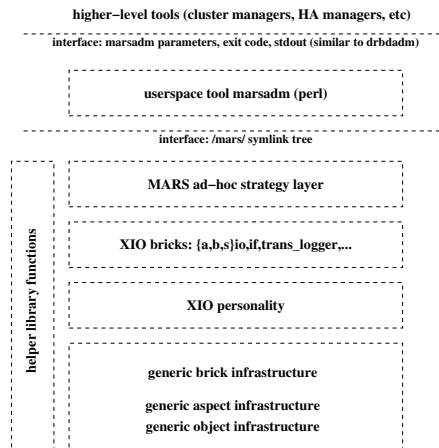 higher−level tools (cluster managers, HA managers, etc)
interface: marsadm parameters, exit code, stdout (similar to drbdadm)
userspace tool marsadm (perl)
interface: /mars/ symlink tree
MARS ad−hoc strategy layer
XIO bricks: {a,b,s}io,if,trans_logger,...
XIO personality
helper library functions
generic brick infrastructure
generic aspect infrastructure
generic object infrastructure